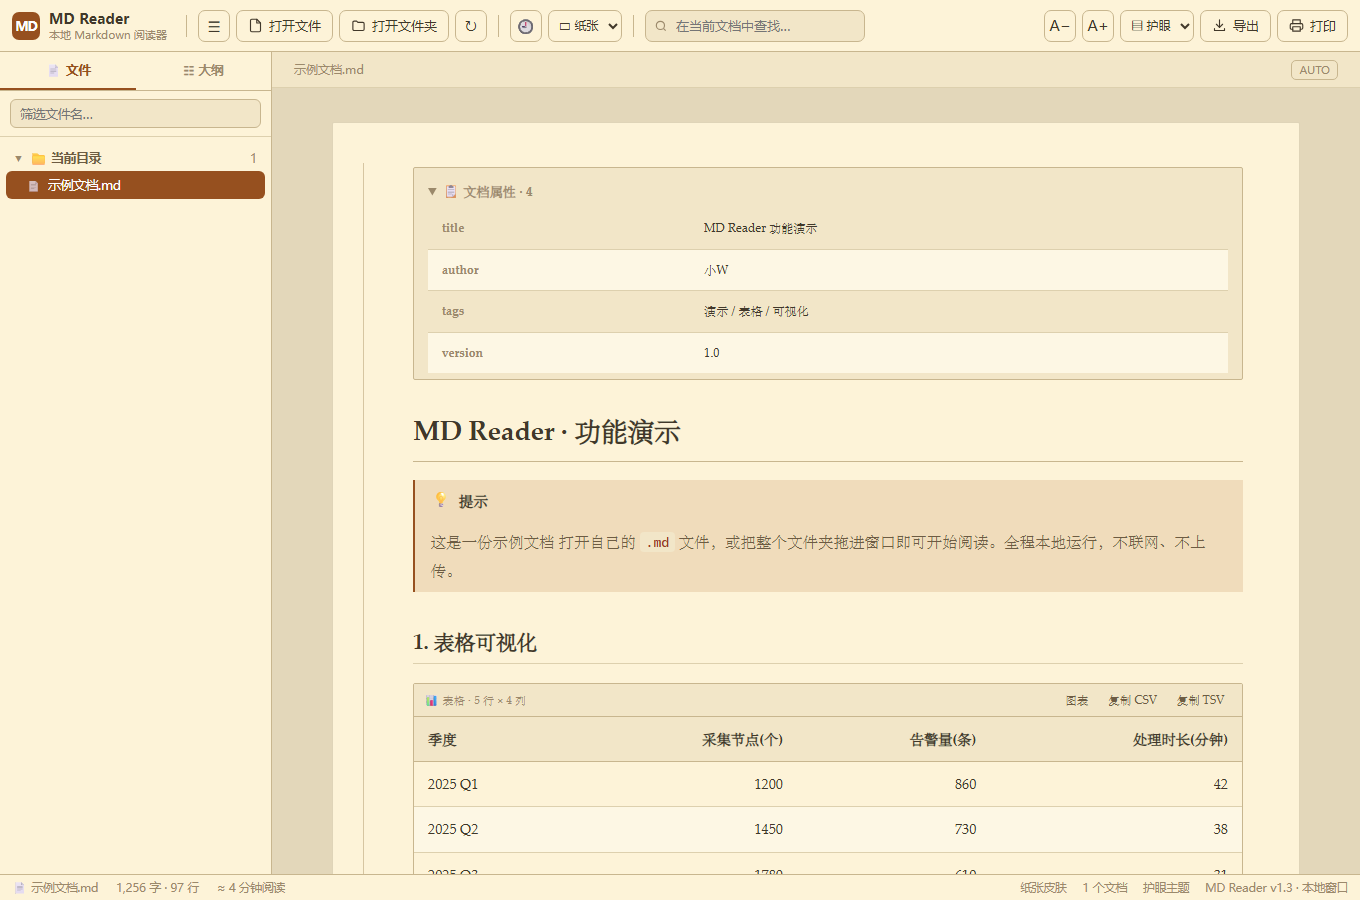 MD
MD Reader
本地 Markdown 阅读器
打开文件
打开文件夹
纸张
在当前文档中查找...
A−
A+
护眼
导出
打印
文件
大纲
示例文档.md
AUTO
筛选文件名...
当前目录
1
示例文档.md
文档属性 · 4
title
MD Reader 功能演示
author
小W
tags
演示 / 表格 / 可视化
version
1.0
MD Reader · 功能演示
提示
这是一份示例文档 打开自己的 .md 文件，或把整个文件夹拖进窗口即可开始阅读。全程本地运行，不联网、不上
传。
1. 表格可视化
表格 · 5 行 × 4 列
图表
复制 CSV
复制 TSV
季度 采集节点(个) 告警量(条) 处理时长(分钟)
2025 Q1 1200 860 42
2025 Q2 1450 730 38
示例文档.md
1,256 字 · 97 行
≈ 4 分钟阅读
纸张皮肤
1 个文档
护眼主题
MD Reader v1.3 · 本地窗口